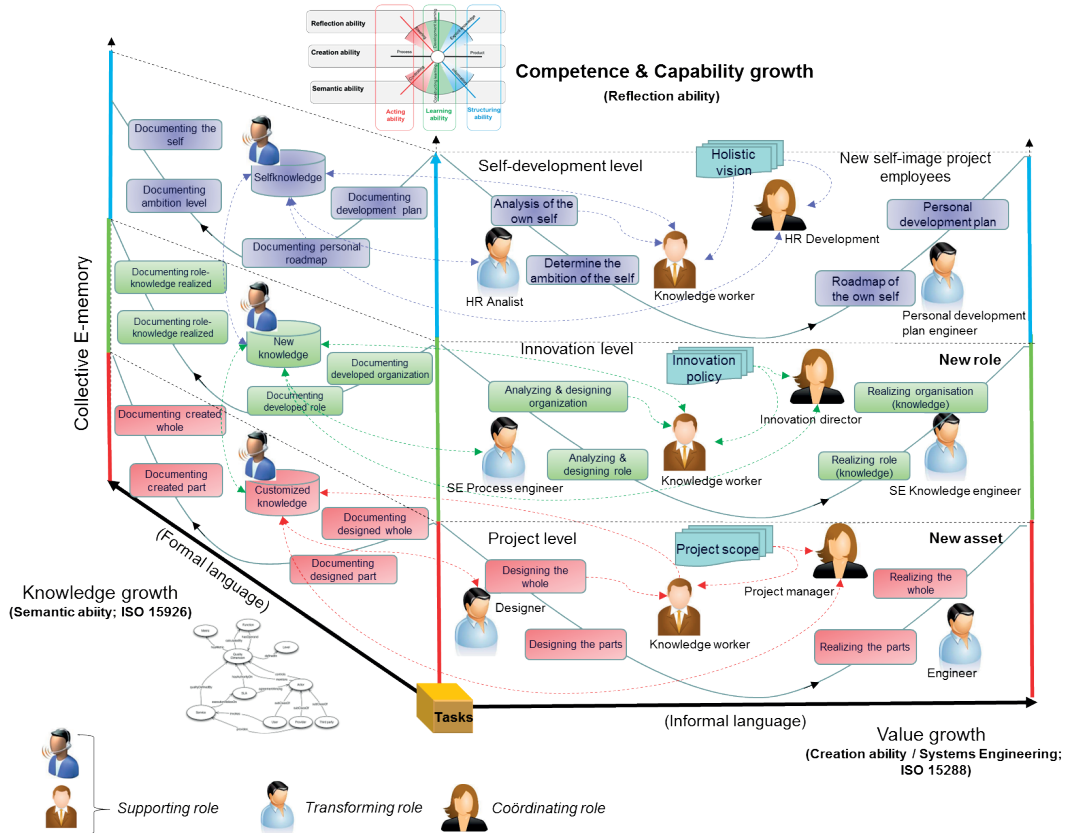 Reflection ability
Creation ability
Semantic ability
Process
Product
Acting
ability
Learning
ability
Structuring
ability
Competence & Capability growth
(Reflection ability)
Collective E-memory
Documenting the
self
Documenting
ambition level
Selfknowledge
Documenting
development plan
Documenting personal
roadmap
Self-development level
Holistic
vision
New self-image project
employees
Analysis of the
own self
HR Development
Personal
development plan
HR Analist
Determine the
ambition of the self
Knowledge worker
Roadmap of
the own self
Personal development
plan engineer
Documenting role-
knowledge realized
Documenting role-
knowledge realized
New
knowledge
Documenting
developed organization
Documenting
developed role
Innovation level
Innovation
policy
New role
Analyzing & designing
organization
Innovation director
Realizing organisation
(knowledge)
SE Process engineer
Analyzing &
designing role
Knowledge worker
Realizing role
(knowledge)
SE Knowledge engineer
Documenting created
whole
Documenting
created part
Customized
knowledge
Documenting
designed whole
Documenting
designed part
Project level
Project scope
New asset
Designing the
whole
Project manager
Realizing the
whole
Designer
Designing the parts
Knowledge worker
Realizing the parts
Engineer
(Formal language)
Knowledge growth
(Semantic abiity; ISO 15926)
Tasks
(Informal language)
Value growth
(Creation ability / Systems Engineering;
ISO 15288)
Supporting role
Transforming role
Coördinating role